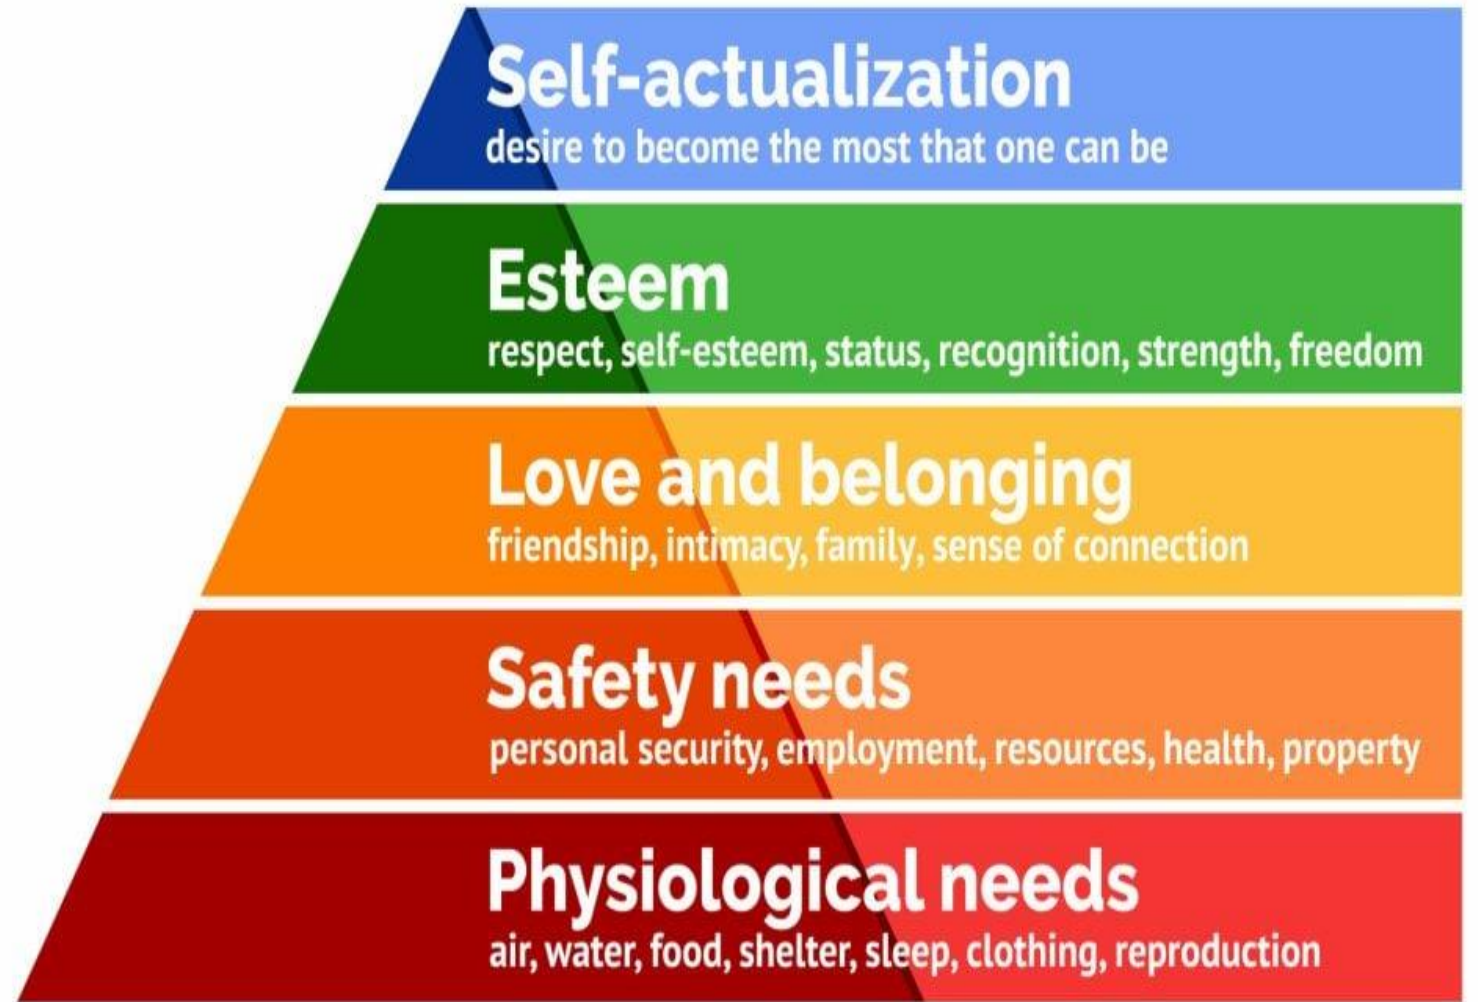 Self-actualization
desire to become the most that one can be
Esteem
respect, self-esteem, status, recognition, strength, freedom
Love and belonging
friendship, intimacy, family, sense of connection
Safety needs
personal security, employment, resources, health, property
Physiological needs
air, water, food, shelter, sleep, clothing, reproduction